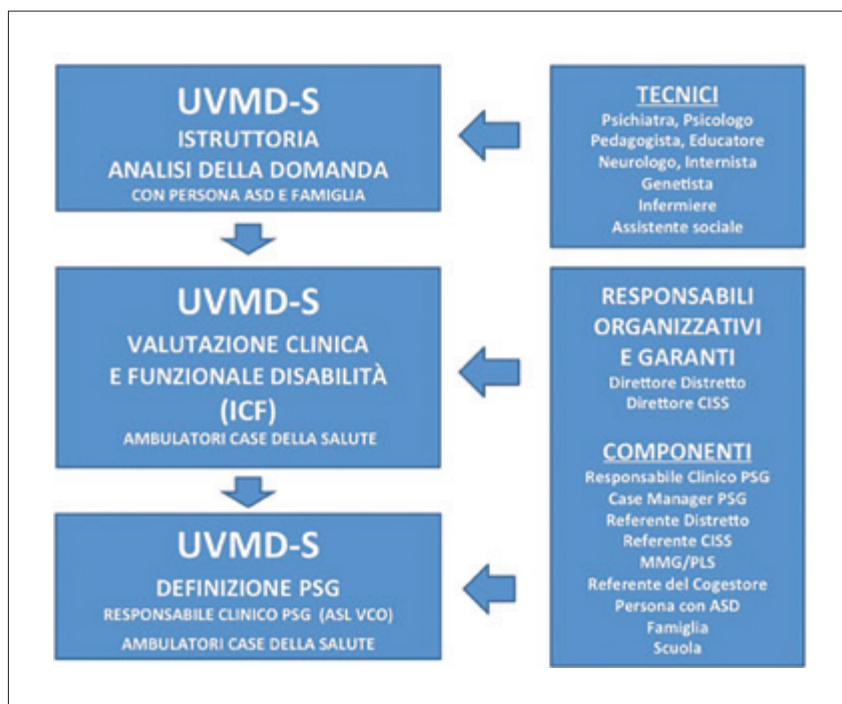 UVMD-S
ISTRUTTORIA
ANALISI DELLA DOMANDA
CON PERSONA ASD E FAMIGLIA
TECNICI
Psichiatra, Psicologo
Pedagogista, Educatore
Neurologo, Internista
Genetista
Infermiere
Assistente sociale
UVMD-S
VALUTAZIONE CLINICA
E FUNZIONALE DISABILITÀ
(ICF)
AMBULATORI CASE DELLA SALUTE
RESPONSABILI
ORGANIZZATIVI
E GARANTI
Direttore Distretto
Direttore CISS
COMPONENTI
Responsabile Clinico PSG
Case Manager PSG
Referente Distretto
Referente CISS
MMG/PLS
Referente del Cogestore
Persona con ASD
Famiglia
Scuola
UVMD-S
DEFINIZIONE PSG
RESPONSABILE CLINICO PSG (ASL VCO)
AMBULATORI CASE DELLA SALUTE